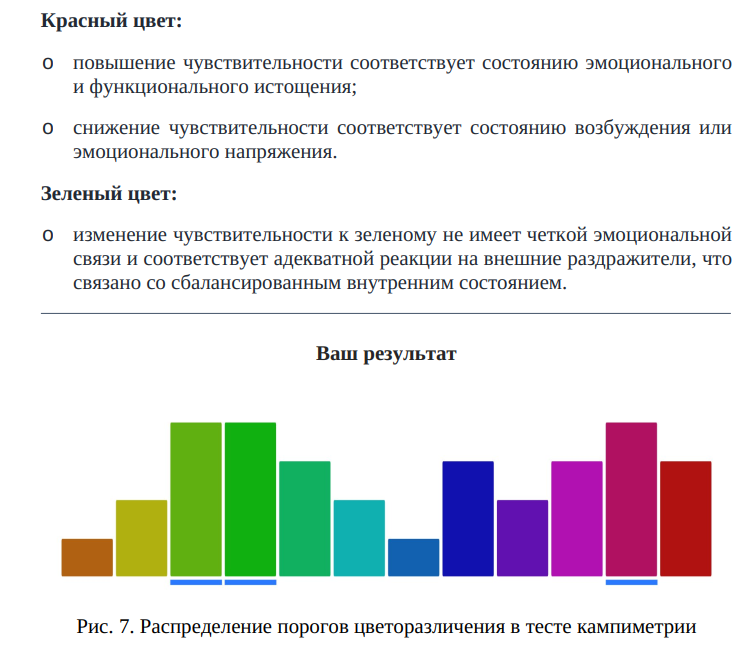 Красный цвет:
o повышение чувствительности соответствует состоянию эмоционального
и функционального истощения;
o снижение чувствительности соответствует состоянию возбуждения или
эмоционального напряжения.
Зеленый цвет:
o изменение чувствительности к зеленому не имеет четкой эмоциональной
связи и соответствует адекватной реакции на внешние раздражители, что
связано со сбалансированным внутренним состоянием.
Ваш результат
Рис. 7. Распределение порогов цветоразличения в тесте кампиметрии